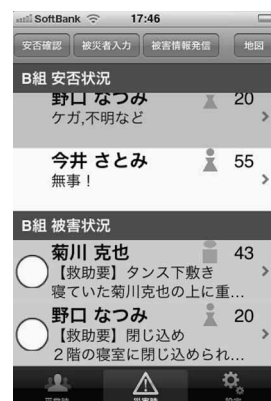 SoftBank 17:46
安否確認 被災者入力 被害情報発信 地図
B組 安否状況
野口 なつみ 20
ケガ,不明など
今井 さとみ 55
無事！
B組 被害状況
菊川 克也 43
【救助要】タンス下敷き
寝ていた菊川克也の上に重…
野口 なつみ 20
【救助要】閉じ込め
２階の寝室に閉じ込められ…